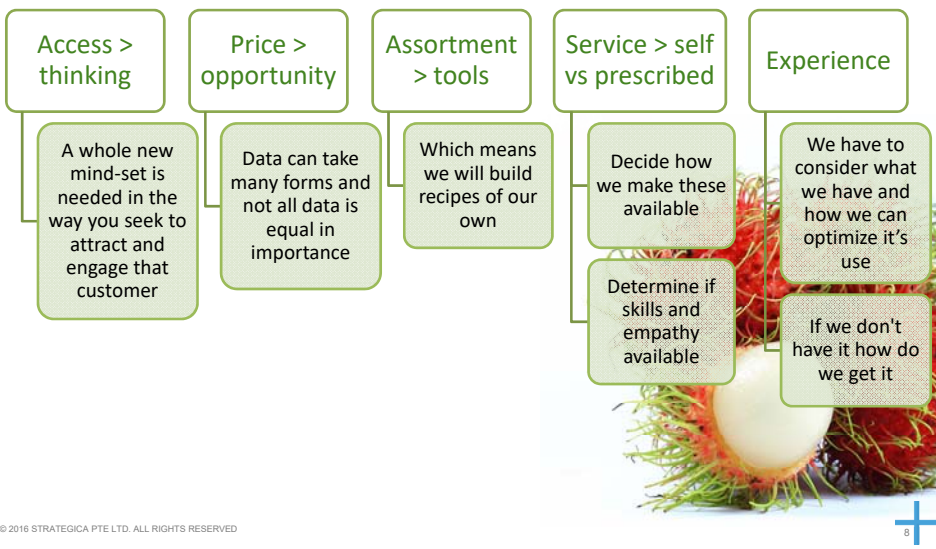 Access >
thinking
A whole new
mind-set is
needed in the
way you seek to
attract and
engage that
customer
Price >
opportunity
Data can take
many forms and
not all data is
equal in
importance
Assortment
> tools
Which means
we will build
recipes of our
own
Service > self
vs prescribed
Decide how
we make these
available
Determine if
skills and
empathy
available
Experience
We have to
consider what
we have and
how we can
optimize it’s
use
If we don't
have it how do
we get it
© 2016 STRATEGICA PTE LTD. ALL RIGHTS RESERVED
8